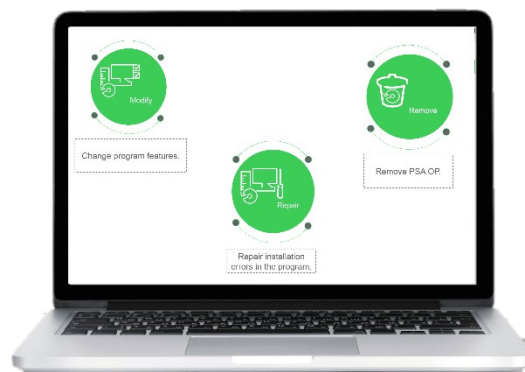 Modify
Change program features.
Remove
Remove PSA OP.
Repair
Repair installation
errors in the program.